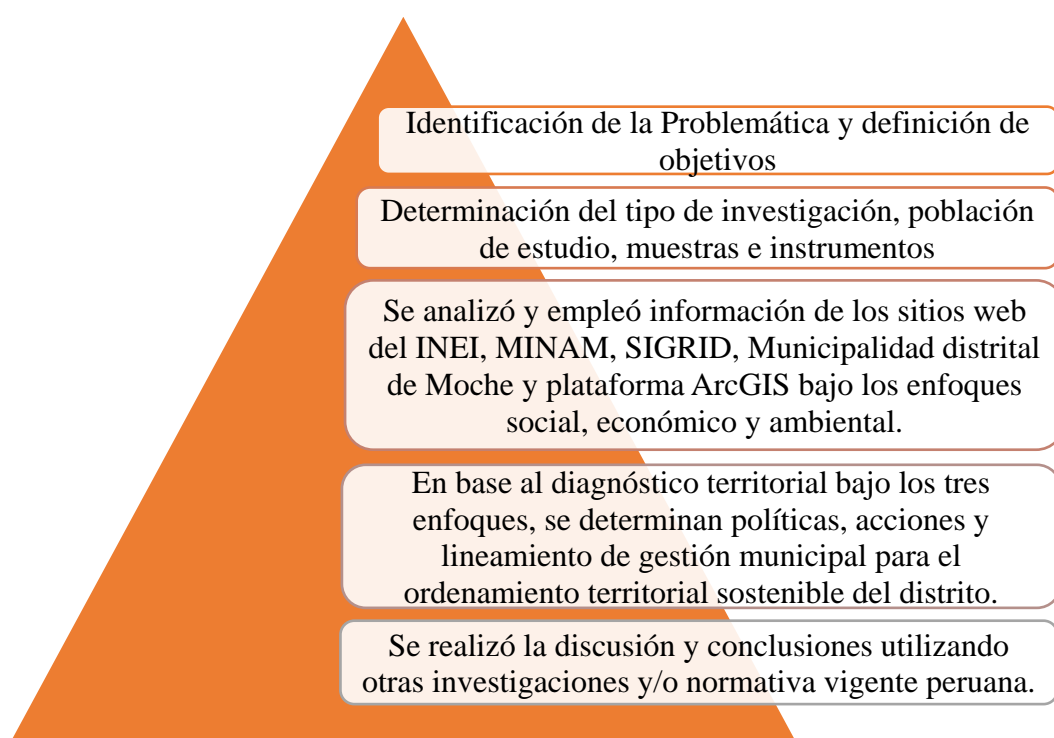 Identificación de la Problemática y definición de
objetivos
Determinación del tipo de investigación, población
de estudio, muestras e instrumentos
Se analizó y empleó información de los sitios web
del INEI, MINAM, SIGRID, Municipalidad distrital
de Moche y plataforma ArcGIS bajo los enfoques
social, económico y ambiental.
En base al diagnóstico territorial bajo los tres
enfoques, se determinan políticas, acciones y
lineamiento de gestión municipal para el
ordenamiento territorial sostenible del distrito.
Se realizó la discusión y conclusiones utilizando
otras investigaciones y/o normativa vigente peruana.